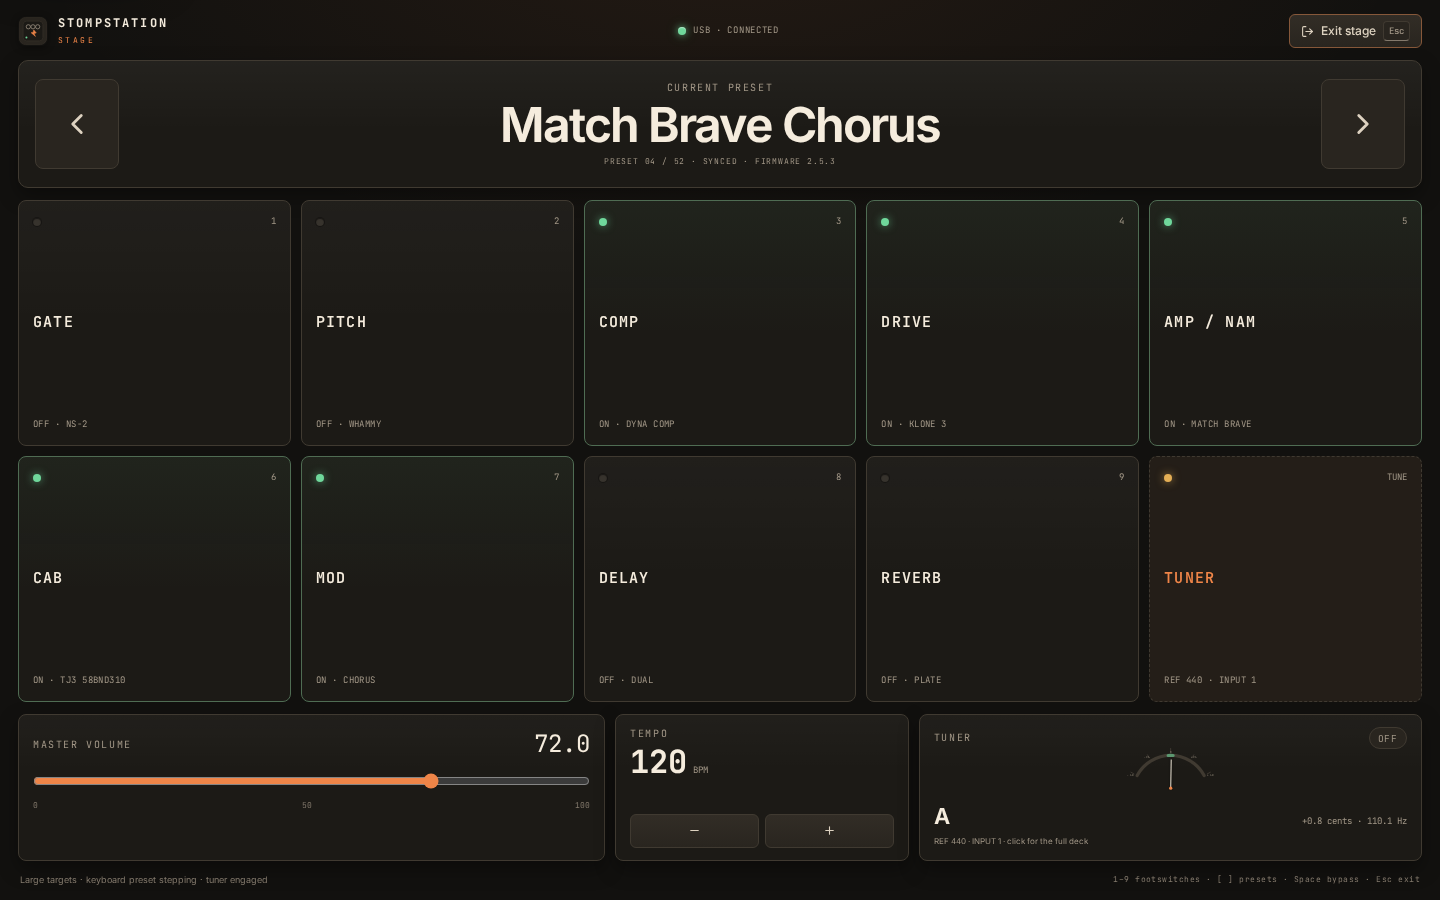 STOMPSTATION
STAGE
USB · CONNECTED
Exit stage Esc
CURRENT PRESET
Match Brave Chorus
PRESET 04 / 52 · SYNCED · FIRMWARE 2.5.3
1
GATE
OFF · NS-2
2
PITCH
OFF · WHAMMY
3
COMP
ON · DYNA COMP
4
DRIVE
ON · KLONE 3
5
AMP / NAM
ON · MATCH BRAVE
6
CAB
ON · TJ3 58BND310
7
MOD
ON · CHORUS
8
DELAY
OFF · DUAL
9
REVERB
OFF · PLATE
TUNE
TUNER
REF 440 · INPUT 1
MASTER VOLUME
72.0
0 50 100
TEMPO
120 BPM
− +
TUNER
OFF
A
+0.8 cents · 110.1 Hz
REF 440 · INPUT 1 · click for the full deck
Large targets · keyboard preset stepping · tuner engaged
1–9 footswitches · [ ] presets · Space bypass · Esc exit